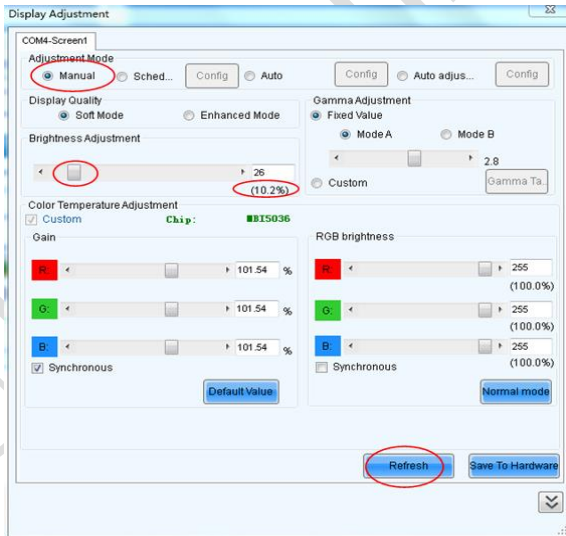 Display Adjustment
COM4-Screen1
Adjustment Mode
Manual Sched... Config Auto Config Auto adjus... Config
Display Quality
Soft Mode Enhanced Mode
Gamma Adjustment
Fixed Value
Mode A Mode B
2.8
Custom Gamma Ta..
Brightness Adjustment
26
(10.2%)
Color Temperature Adjustment
Custom Chip: MBI5036
Gain
R: 101.54 %
G: 101.54 %
B: 101.54 %
Synchronous
Default Value
RGB brightness
R: 255
(100.0%)
G: 255
(100.0%)
B: 255
(100.0%)
Synchronous
Normal mode
Refresh Save To Hardware